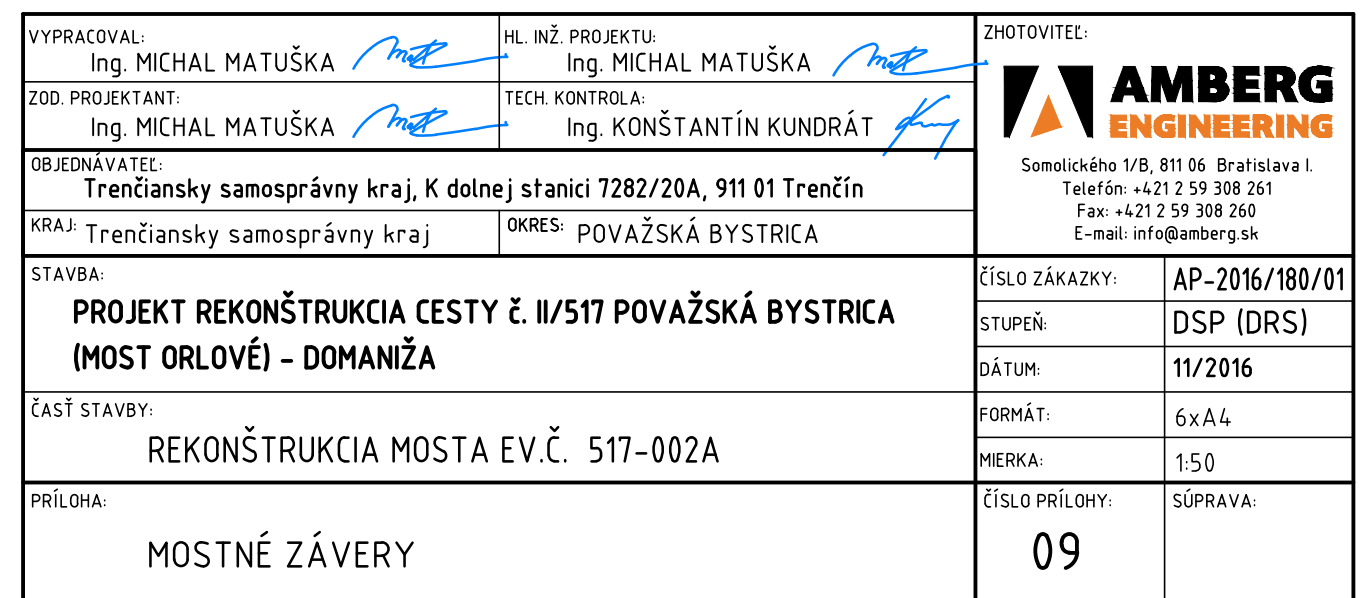 VYPRACOVAL:
Ing. MICHAL MATUŠKA
HL. INŽ. PROJEKTU:
Ing. MICHAL MATUŠKA
ZOD. PROJEKTANT:
Ing. MICHAL MATUŠKA
TECH. KONTROLA:
Ing. KONŠTANTÍN KUNDRÁT
ZHOTOVITEĽ:
AMBERG
ENGINEERING
Somolického 1/B, 811 06 Bratislava I.
Telefón: +421 2 59 308 261
Fax: +421 2 59 308 260
E-mail: info@amberg.sk
OBJEDNÁVATEĽ:
Trenčiansky samosprávny kraj, K dolnej stanici 7282/20A, 911 01 Trenčín
KRAJ: Trenčiansky samosprávny kraj
OKRES: POVAŽSKÁ BYSTRICA
STAVBA:
PROJEKT REKONŠTRUKCIA CESTY č. II/517 POVAŽSKÁ BYSTRICA
(MOST ORLOVÉ) - DOMANIŽA
ČÍSLO ZÁKAZKY: AP-2016/180/01
STUPEŇ: DSP (DRS)
DÁTUM: 11/2016
ČASŤ STAVBY:
REKONŠTRUKCIA MOSTA EV.Č. 517-002A
FORMÁT: 6xA4
MIERKA: 1:50
PRÍLOHA:
MOSTNÉ ZÁVERY
ČÍSLO PRÍLOHY:
09
SÚPRAVA: